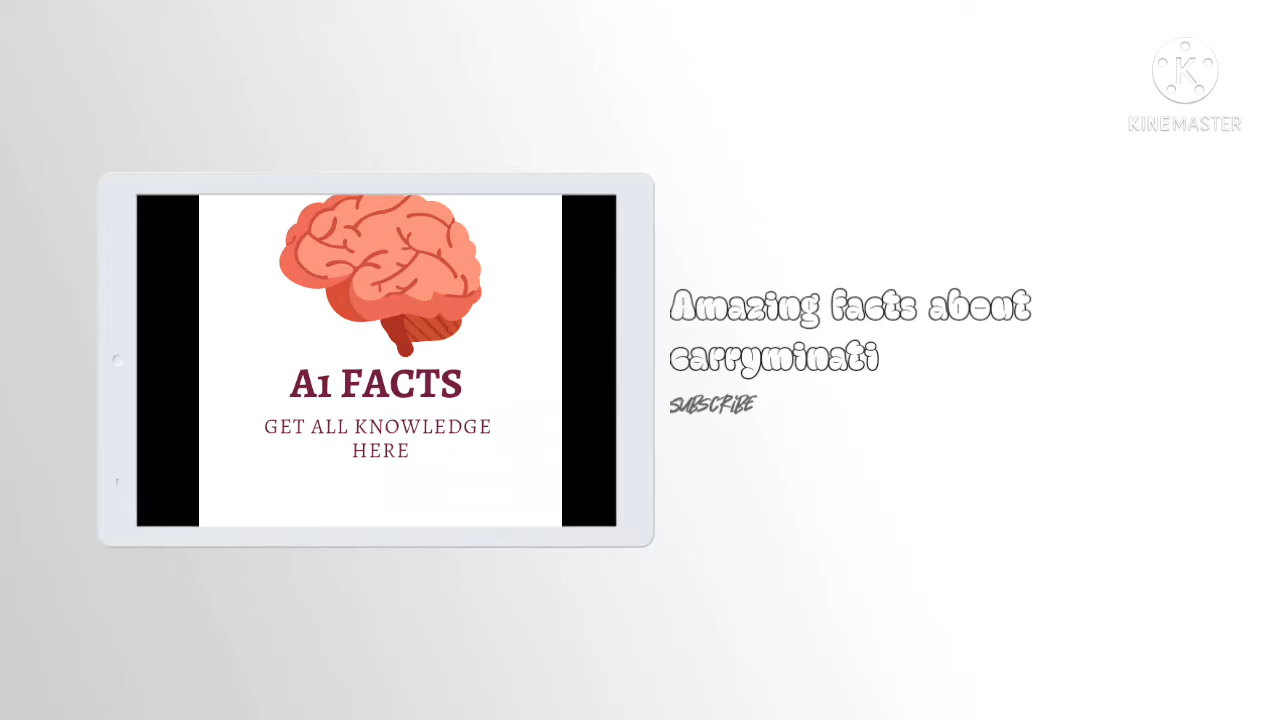 KINEMASTER
A1 FACTS
GET ALL KNOWLEDGE
HERE
Amazing facts about
carryminati
SUBSCRIBE